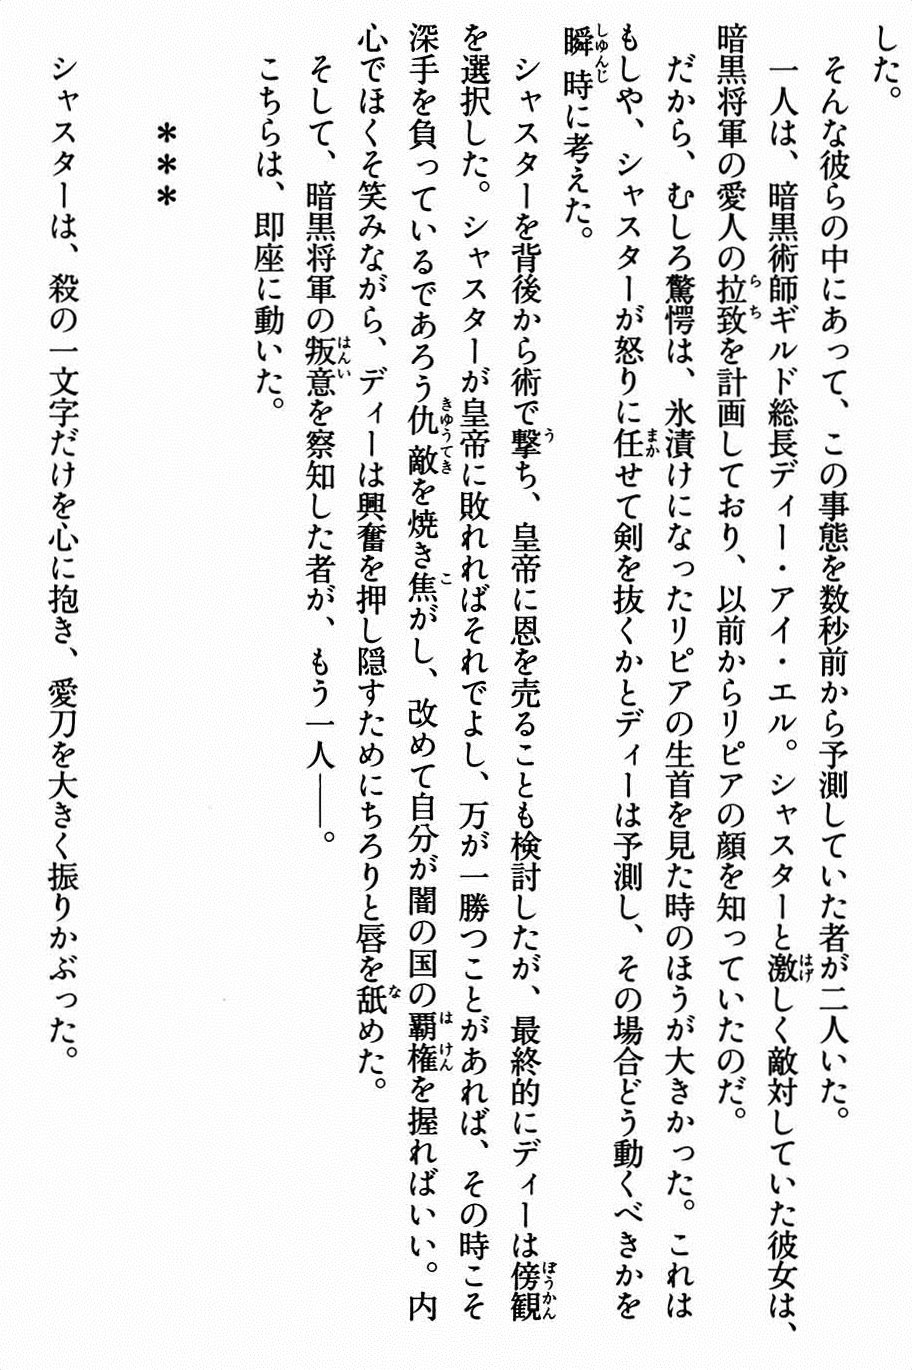 した。
そんな彼らの中にあって、この事態を数秒前から予測していた者が二人いた。
一人は、暗黒術師ギルド総長ディー・アイ・エル。シャスターと激しく敵対していた彼女は、
暗黒将軍の愛人の拉致を計画しており、以前からリピアの顔を知っていたのだ。
だから、むしろ驚愕は、氷漬けになったリピアの生首を見た時のほうが大きかった。これは
もしや、シャスターが怒りに任せて剣を抜くかとディーは予測し、その場合どう動くべきかを
瞬時に考えた。
シャスターを背後から術で撃ち、皇帝に恩を売ることも検討したが、最終的にディーは傍観
を選択した。シャスターが皇帝に敗れればそれでよし、万が一勝つことがあれば、その時こそ
深手を負っているであろう仇敵を焼き焦がし、改めて自分が闇の国の覇権を握ればいい。内
心でほくそ笑みながら、ディーは興奮を押し隠すためにちろりと唇を舐めた。
そして、暗黒将軍の叛意を察知した者が、もう一人――。
こちらは、即座に動いた。
＊＊＊
シャスターは、殺の一文字だけを心に抱き、愛刀を大きく振りかぶった。